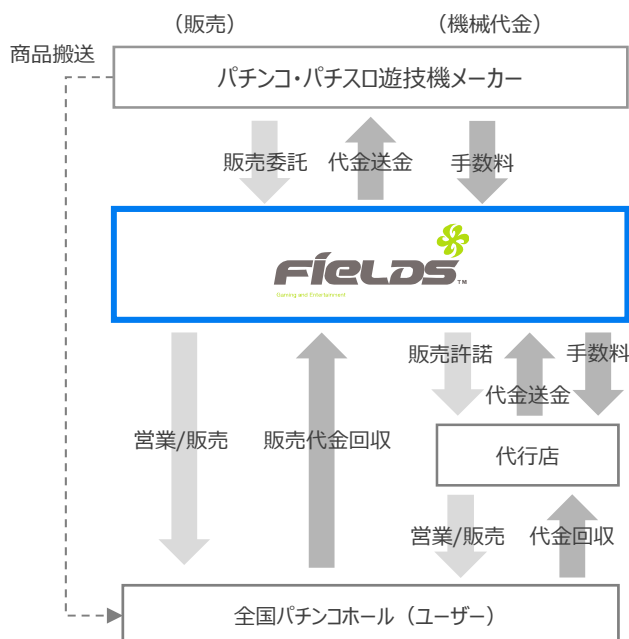 （販売）
（機械代金）
商品搬送
パチンコ・パチスロ遊技機メーカー
販売委託
代金送金
手数料
FIELDS™
Gaming and Entertainment
販売許諾
手数料
代金送金
営業/販売
販売代金回収
代行店
営業/販売
代金回収
全国パチンコホール（ユーザー）